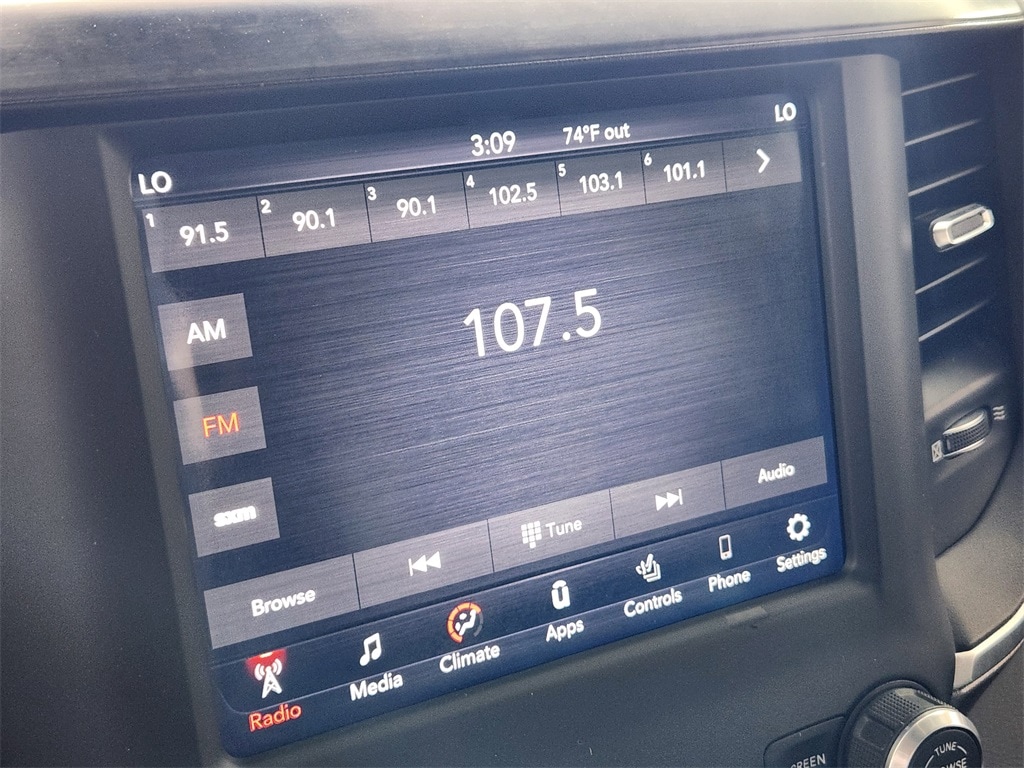 LO 3:09 74°F out LO
1 91.5 2 90.1 3 90.1 4 102.5 5 103.1 6 101.1
107.5
AM
FM
sxm
Browse Tune Audio
Radio Media Climate Apps Controls Phone Settings
TUNE